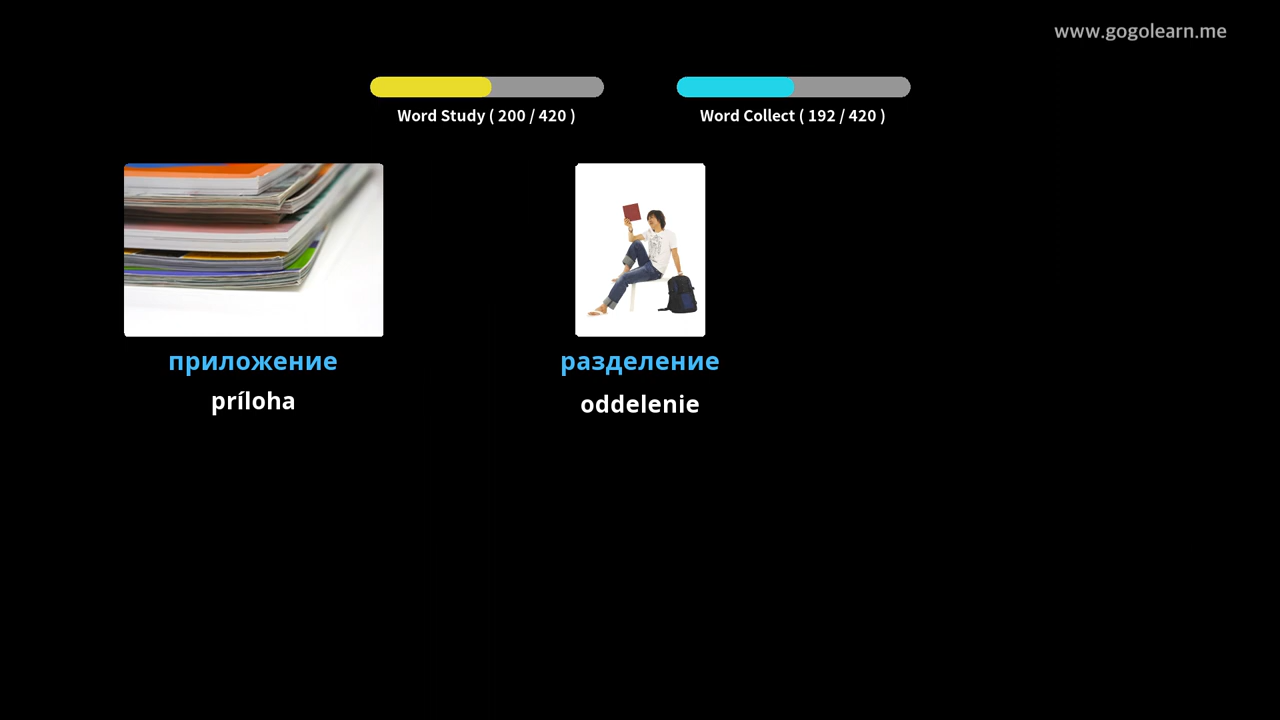 www.gogolearn.me
Word Study ( 200 / 420 )
Word Collect ( 192 / 420 )
приложение
príloha
разделение
oddelenie